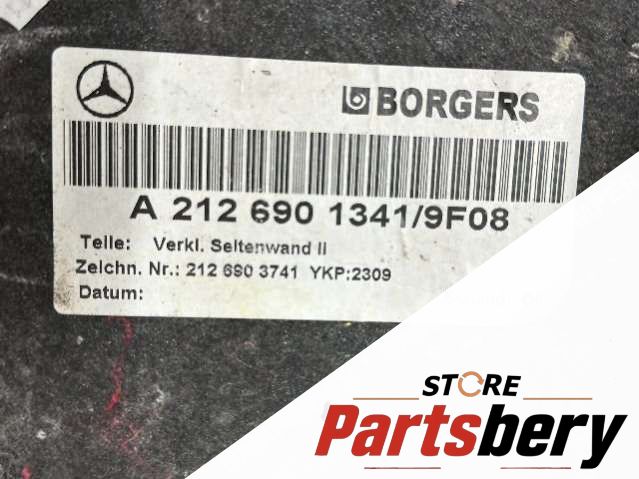 BORGERS
A 212 690 1341/9F08
Teile: Verkl. Seitenwand II
Zeichn. Nr.: 212 690 3741 YKP:2309
Datum:
STORE
Partsbery